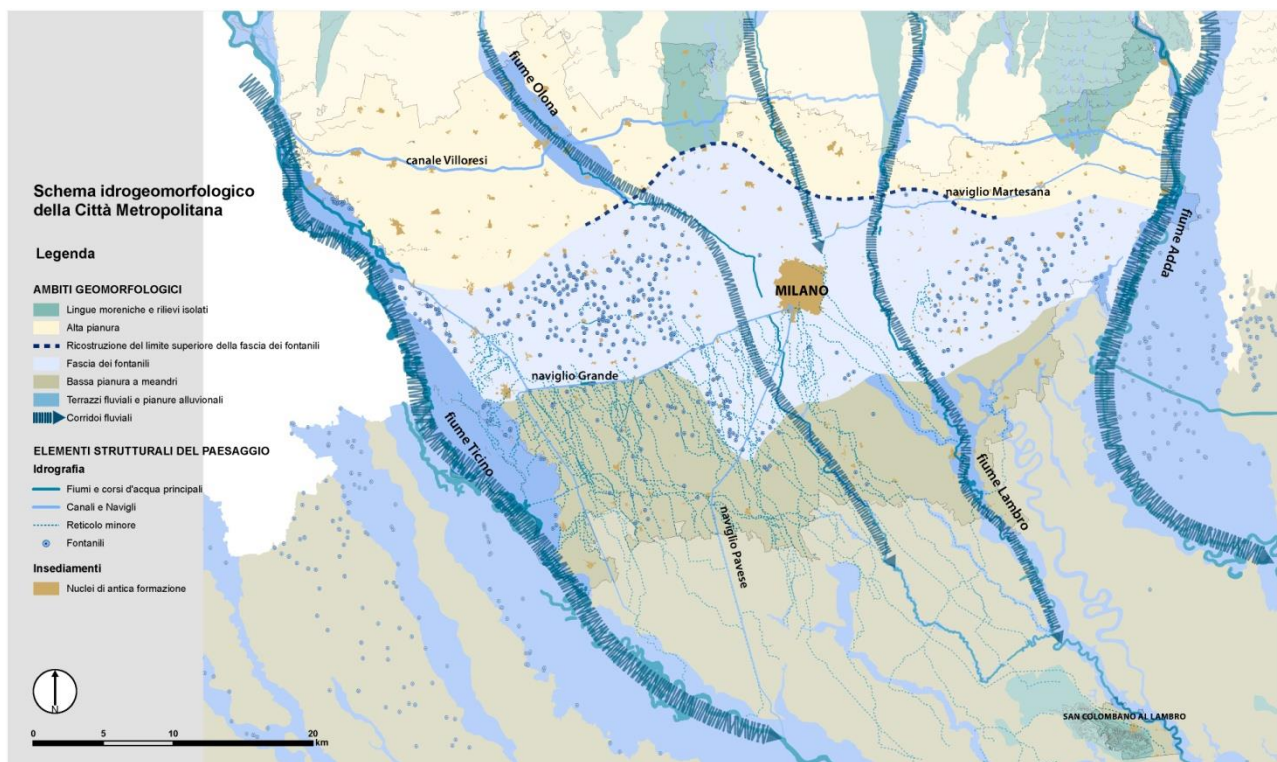 Schema idrogeomorfologico
della Città Metropolitana
Legenda
AMBITI GEOMORFOLOGICI
Lingue moreniche e rilievi isolati
Alta pianura
Ricostruzione del limite superiore della fascia dei fontanili
Fascia dei fontanili
Bassa pianura a meandri
Terrazzi fluviali e pianure alluvionali
Corridoi fluviali
ELEMENTI STRUTTURALI DEL PAESAGGIO
Idrografia
Fiumi e corsi d'acqua principali
Canali e Navigli
Reticolo minore
Fontanili
Insediamenti
Nuclei di antica formazione
N
0 5 10 20
km
fiume Olona
canale Villoresi
naviglio Martesana
fiume Adda
MILANO
naviglio Grande
fiume Ticino
fiume Lambro
naviglio Pavese
SAN COLOMBANO AL LAMBRO